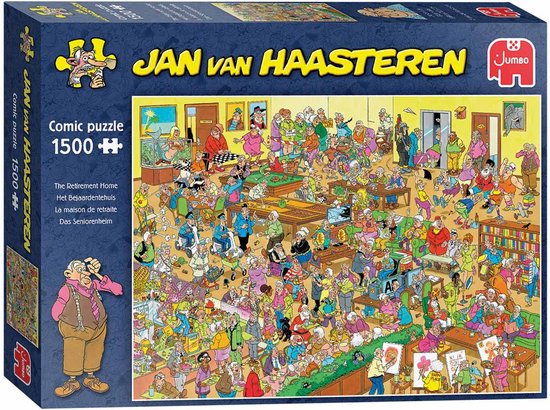 JAN VAN HAASTEREN
Jumbo
Comic puzzle
1500
The Retirement Home
Het Bejaardentehuis
La maison de retraite
Das Seniorenheim
JAN VAN HAASTEREN
Comic puzzle
1500
Jumbo